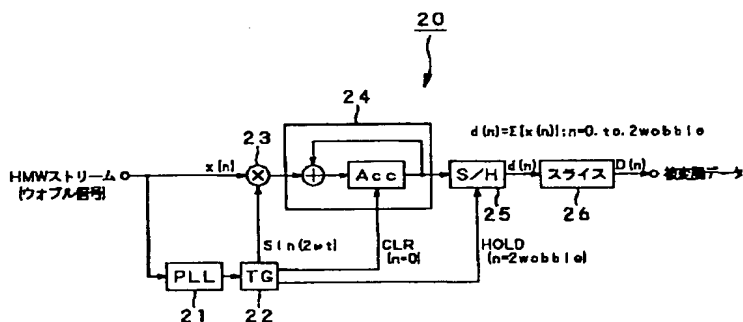 20
24
d(n)=Σ[x(n)]:n=0.to.2wobble
23
HMWストリーム
(ウォブル信号)
x[n]
Acc
S/H
d(n)
スライス
D(n)
被変調データ
25
26
Sin(2wt)
CLR
[n=0]
HOLD
(n=2wobble)
PLL
TG
21
22